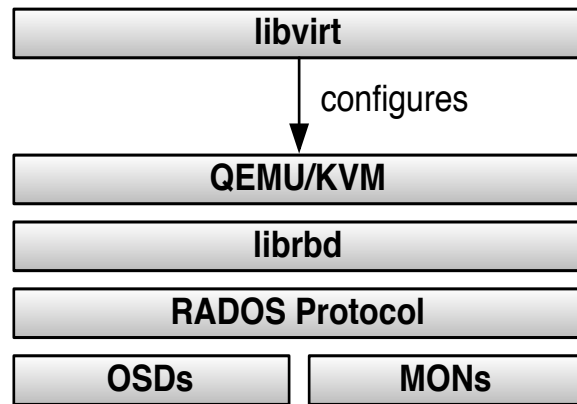 libvirt
configures
QEMU/KVM
librbd
RADOS Protocol
OSDs
MONs